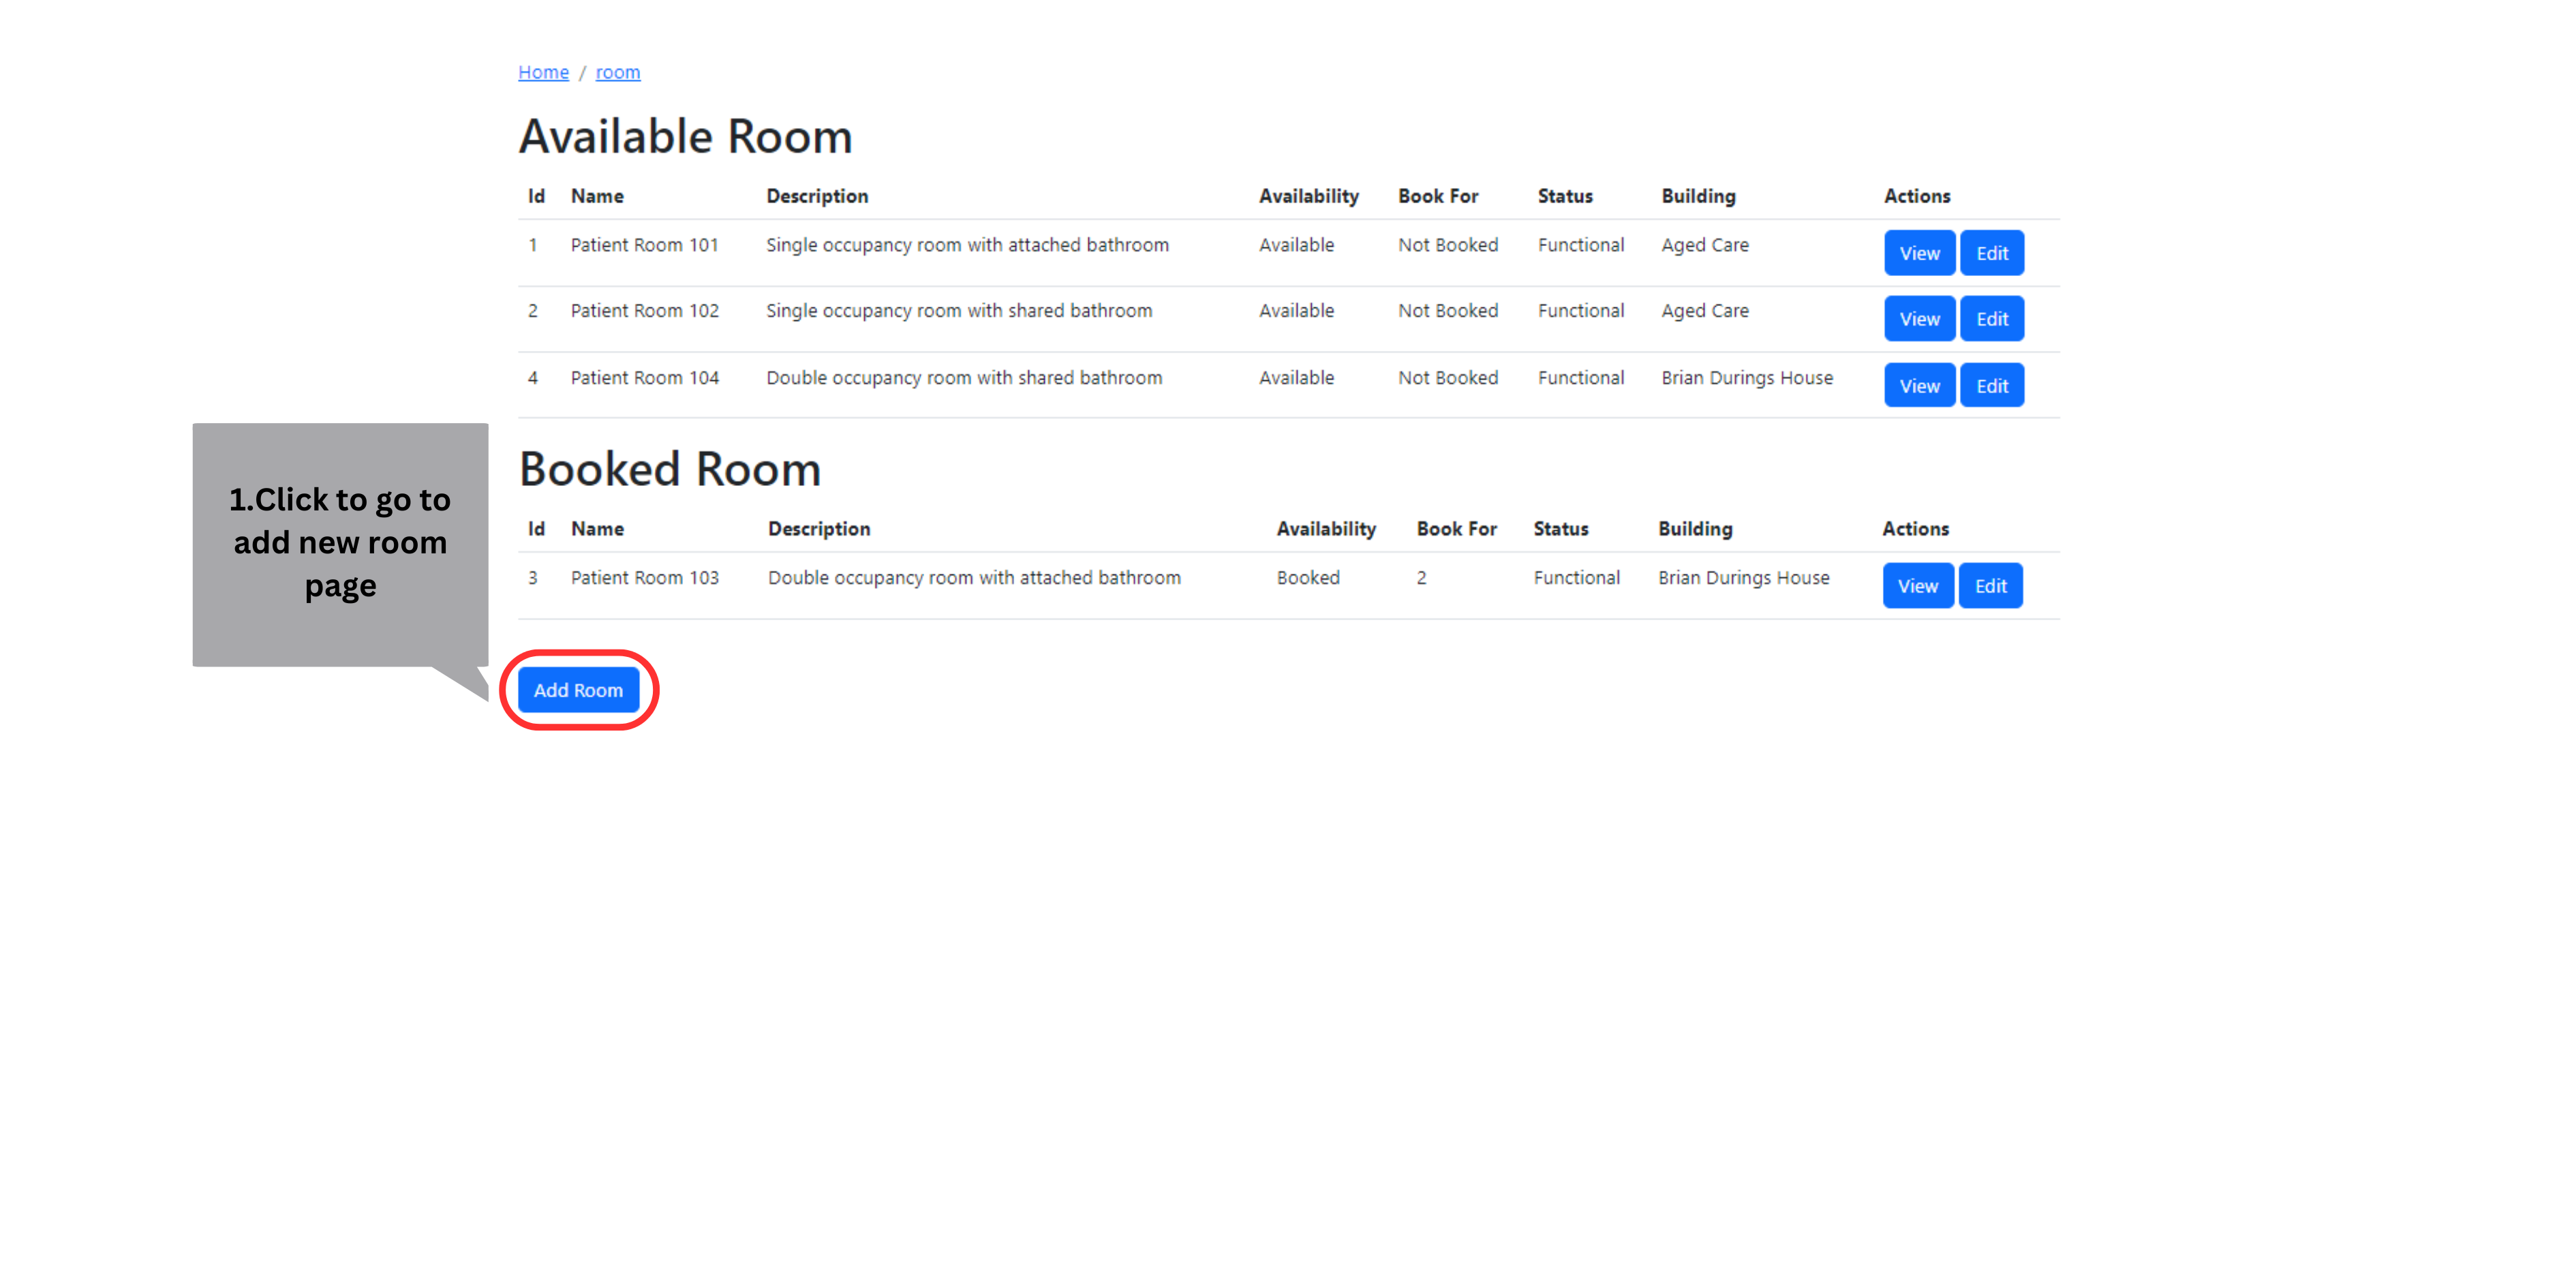 Home / room
Available Room
Id Name Description Availability Book For Status Building Actions
1 Patient Room 101 Single occupancy room with attached bathroom Available Not Booked Functional Aged Care View Edit
2 Patient Room 102 Single occupancy room with shared bathroom Available Not Booked Functional Aged Care View Edit
4 Patient Room 104 Double occupancy room with shared bathroom Available Not Booked Functional Brian Durings House View Edit
Booked Room
Id Name Description Availability Book For Status Building Actions
3 Patient Room 103 Double occupancy room with attached bathroom Booked 2 Functional Brian Durings House View Edit
1.Click to go to
add new room
page
Add Room